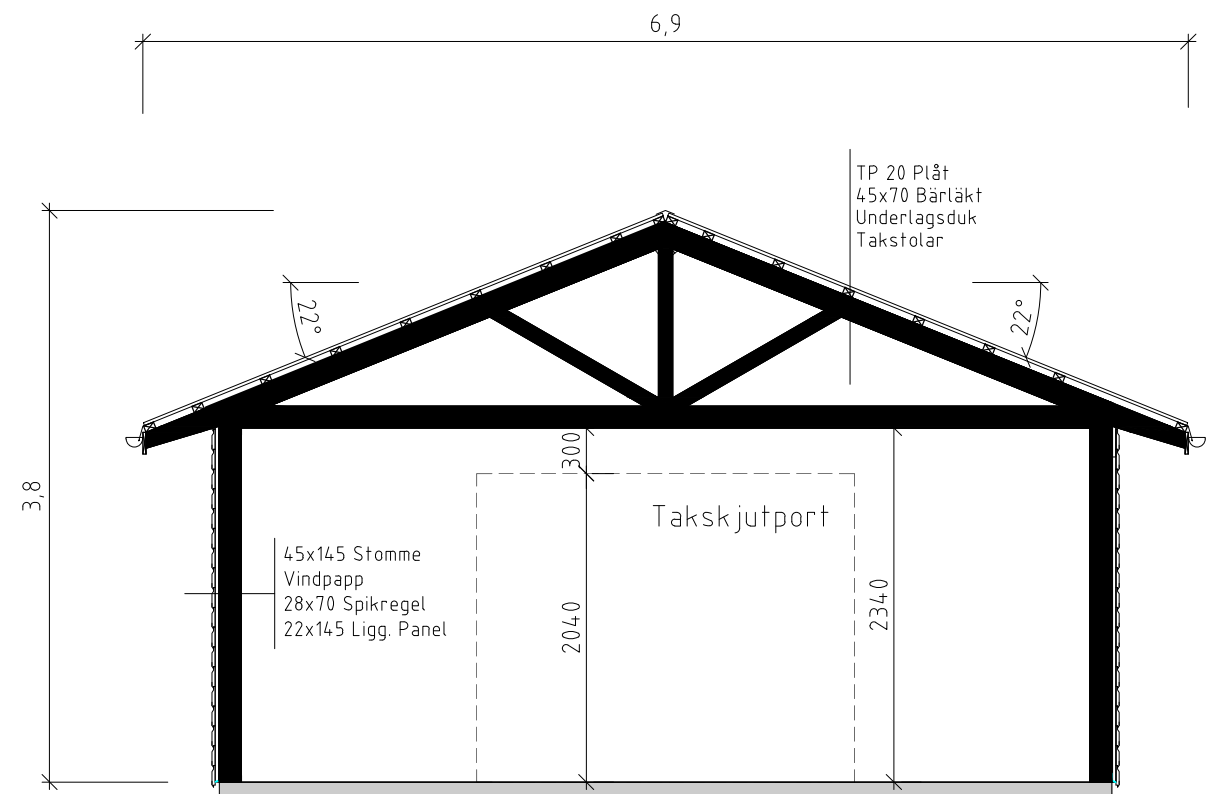 6,9
TP 20 Plåt
45x70 Bärläkt
Underlagsduk
Takstolar
22°
22°
3,8
300
Takskjutport
45x145 Stomme
Vindpapp
28x70 Spikregel
22x145 Ligg. Panel
2040
2340